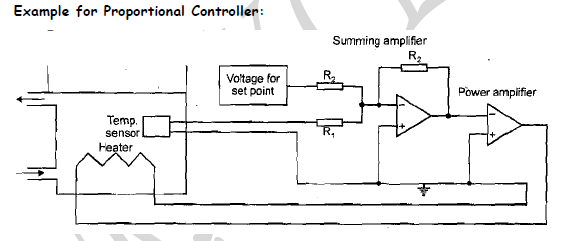 Example for Proportional Controller:
Summing amplifier
R₂
Voltage for
set point
R₂
Power amplifier
Temp.
sensor
R₁
Heater
−
+
−
+